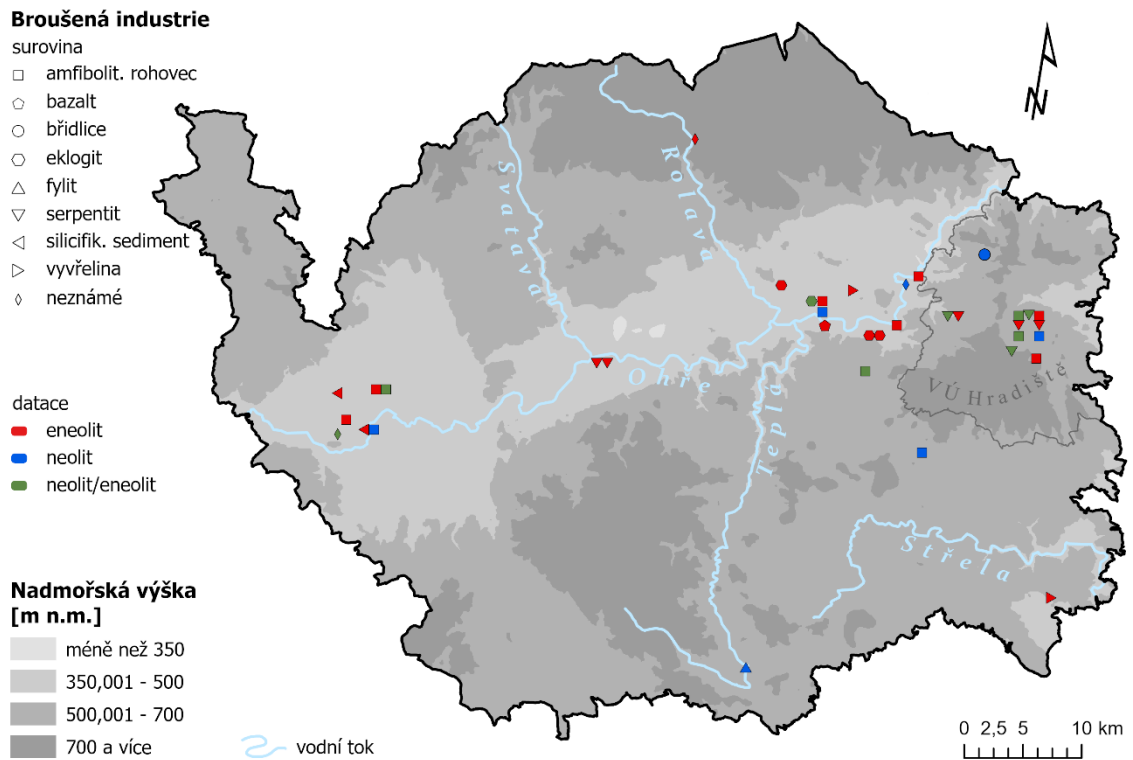 Broušená industrie
surovina
amfibolit. rohovec
bazalt
břidlice
eklogit
fylit
serpentit
silicifik. sediment
vyvřelina
neznámé
datace
eneolit
neolit
neolit/eneolit
Nadmořská výška
[m n.m.]
méně než 350
350,001 - 500
500,001 - 700
700 a více
vodní tok
N
Svatava
Rolava
Ohře
Teplá
VÚ Hradiště
Střela
0 2,5 5 10 km